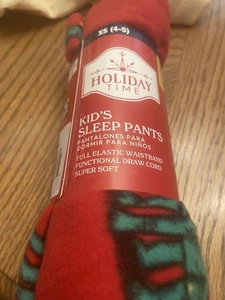 XS (4-5)
HOLIDAY
TIME
KID'S
SLEEP PANTS
PANTALONES PARA
DORMIR PARA NIÑOS
FULL ELASTIC WAISTBAND
FUNCTIONAL DRAW CORD
SUPER SOFT